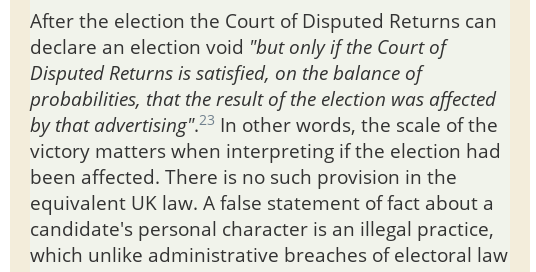 After the election the Court of Disputed Returns can
declare an election void "but only if the Court of
Disputed Returns is satisfied, on the balance of
probabilities, that the result of the election was affected
by that advertising".23 In other words, the scale of the
victory matters when interpreting if the election had
been affected. There is no such provision in the
equivalent UK law. A false statement of fact about a
candidate's personal character is an illegal practice,
which unlike administrative breaches of electoral law